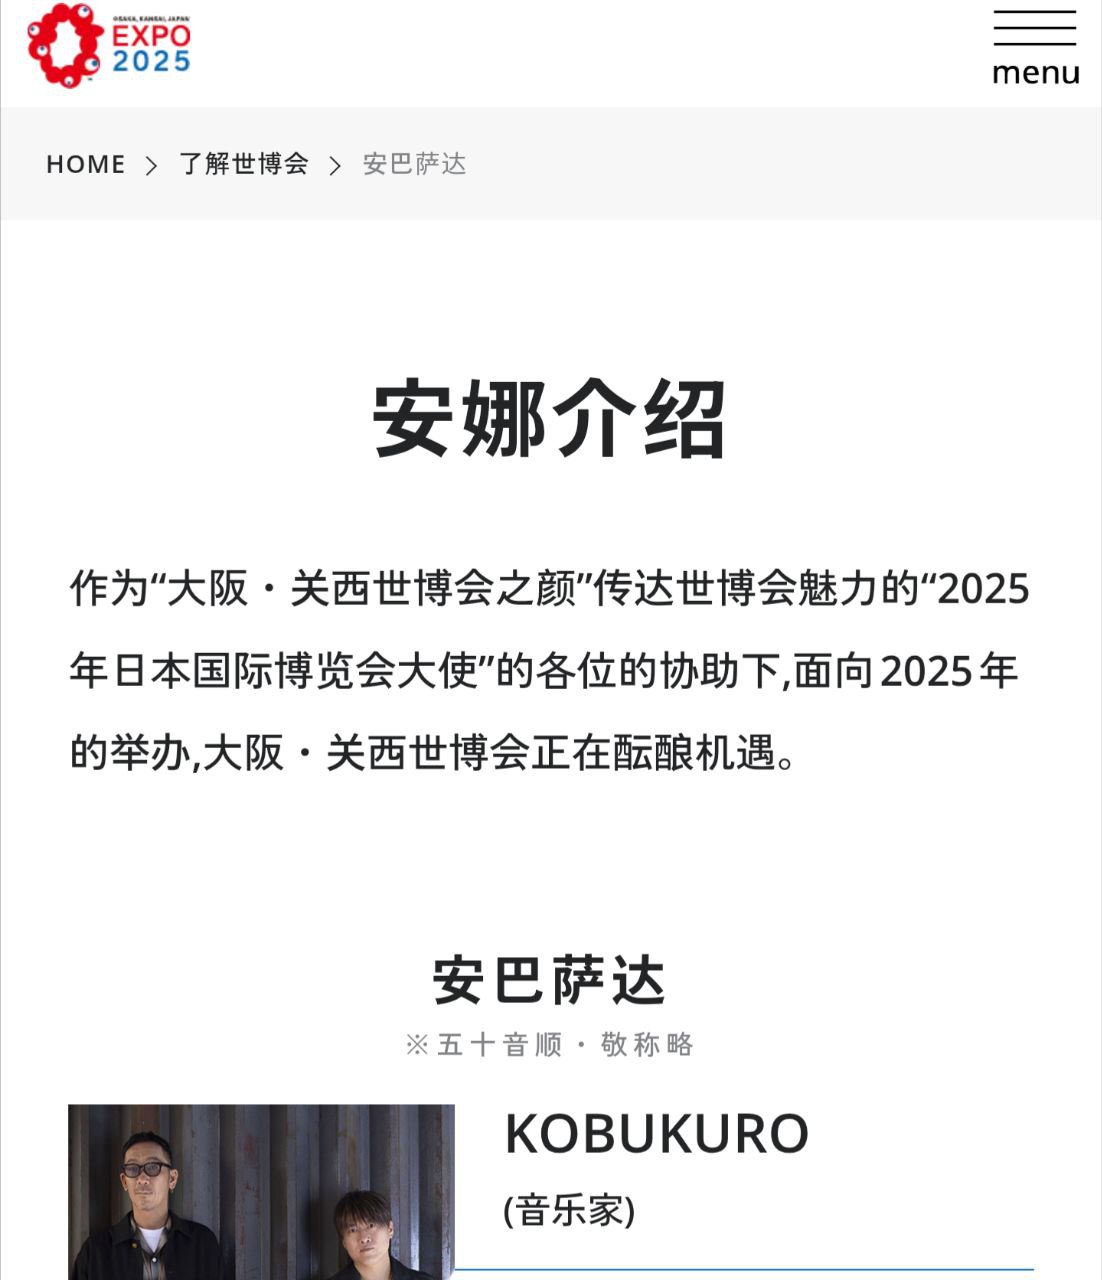 OSAKA, KANSAI, JAPAN
EXPO
2025
menu
HOME > 了解世博会 > 安巴萨达
安娜介绍
作为“大阪・关西世博会之颜”传达世博会魅力的“2025
年日本国际博览会大使”的各位的协助下,面向2025年
的举办,大阪・关西世博会正在酝酿机遇。
安巴萨达
※五十音顺・敬称略
KOBUKURO
(音乐家)